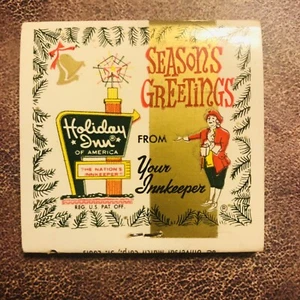 SEASON'S
GREETINGS
Holiday
Inn®
OF AMERICA
THE NATION'S
INNKEEPER
FROM
Your
Innkeeper
REG. U.S. PAT OFF.